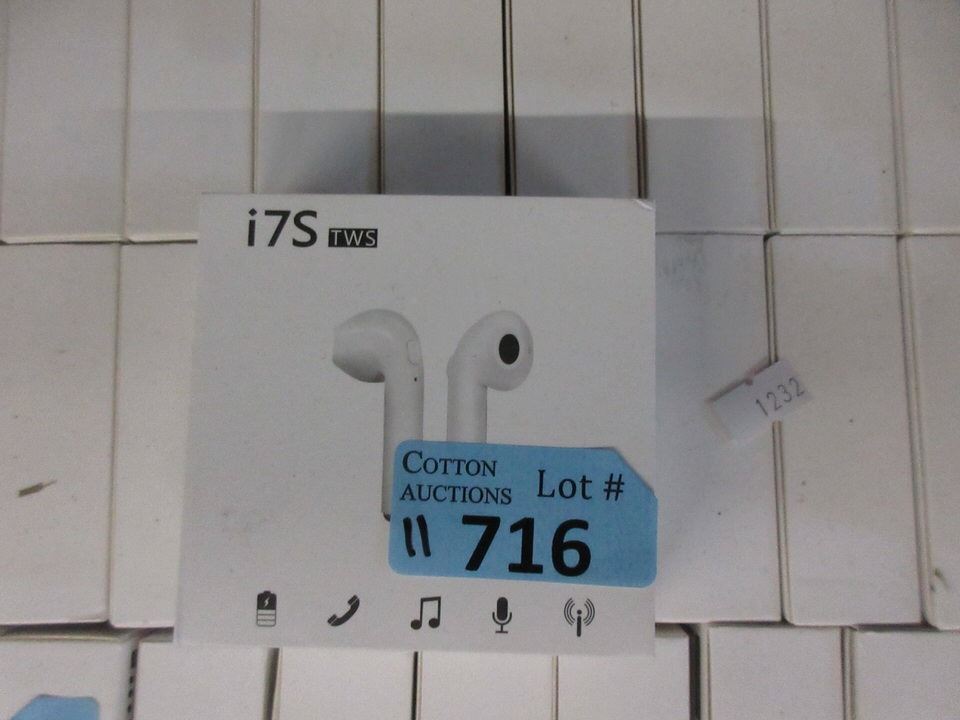 i7S TWS
COTTON
AUCTIONS
Lot #
11 716
1232